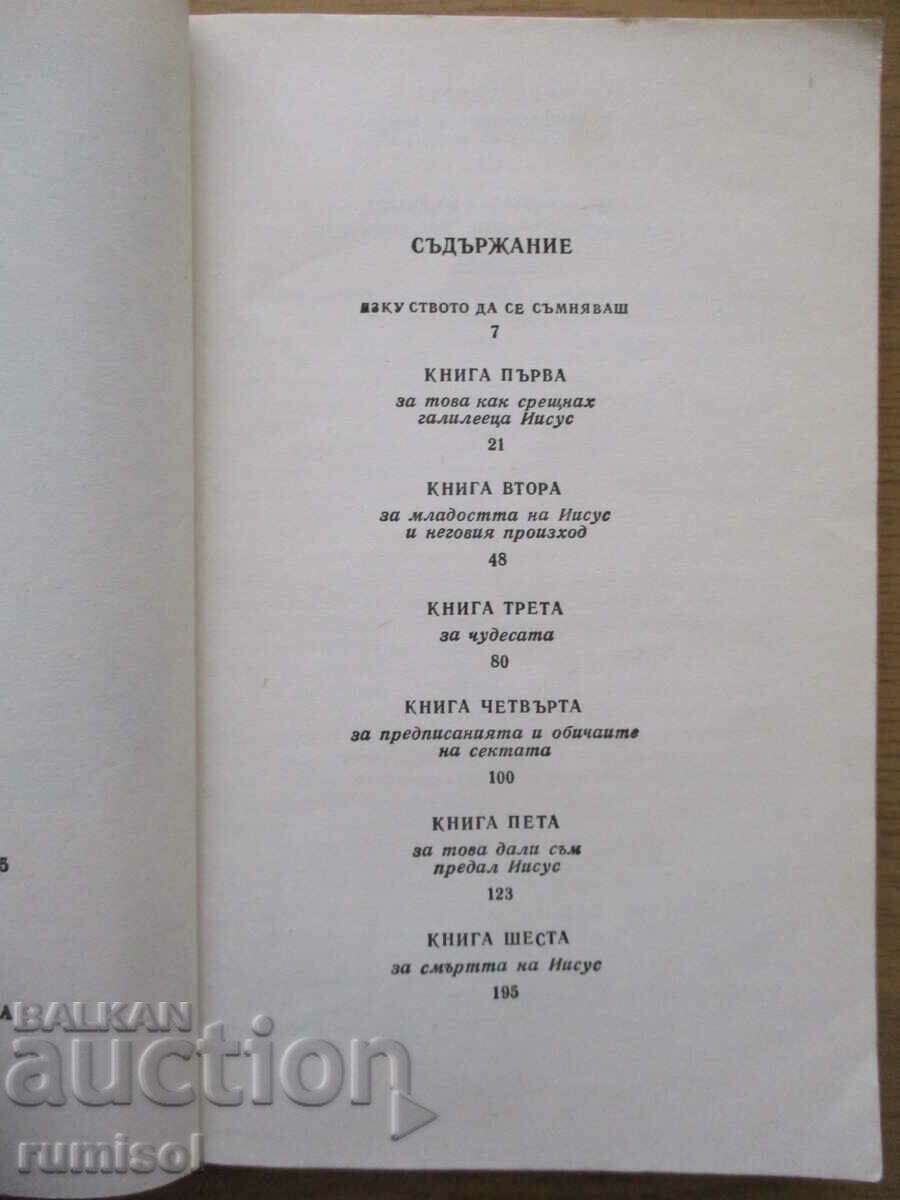 СЪДЪРЖАНИЕ
ИЗКУСТВОТО ДА СЕ СЪМНЯВАШ
7
КНИГА ПЪРВА
за това как срещнах
галилееца Иисус
21
КНИГА ВТОРА
за младостта на Иисус
и неговия произход
48
КНИГА ТРЕТА
за чудесата
80
КНИГА ЧЕТВЪРТА
за предписанията и обичаите
на сектата
100
КНИГА ПЕТА
за това дали съм
предал Иисус
123
КНИГА ШЕСТА
за смъртта на Иисус
195
5
А
BALKAN
auction
rumisol